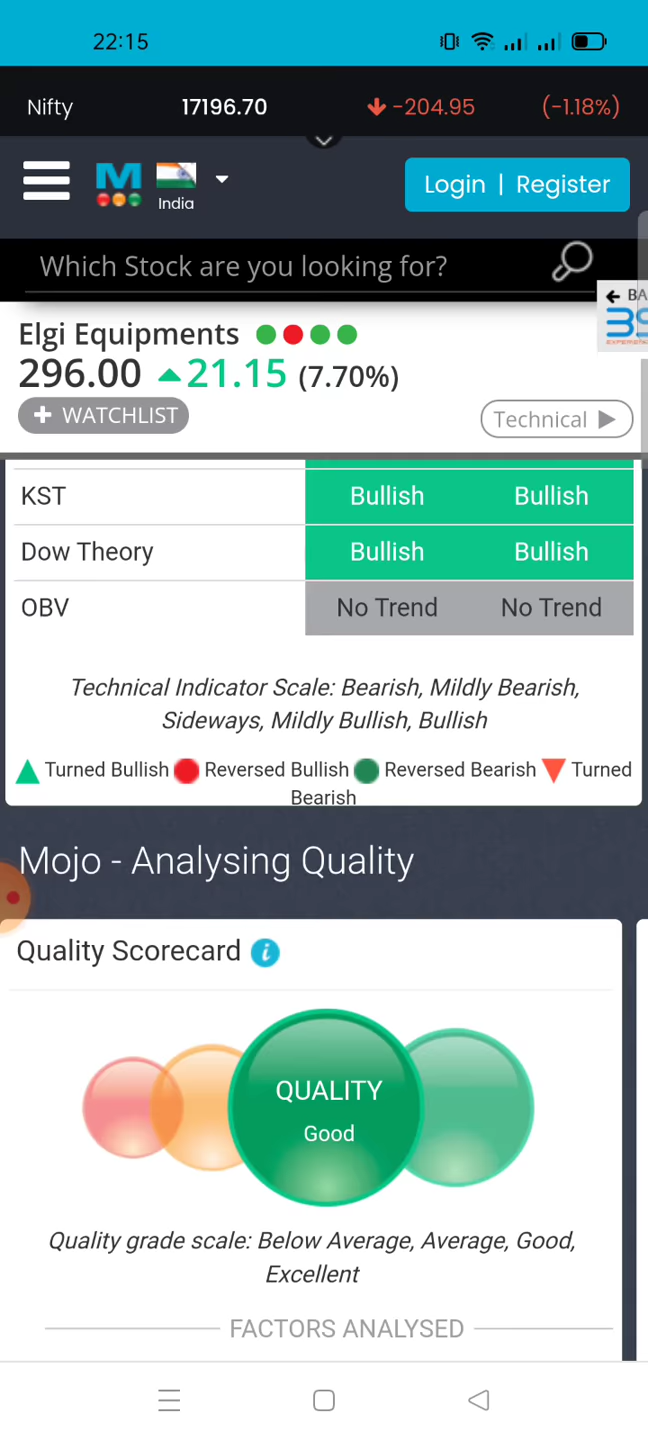 22:15
Nifty 17196.70 -204.95 (-1.18%)
M
India
Login | Register
Which Stock are you looking for?
BA
Elgi Equipments
296.00 21.15 (7.70%)
+ WATCHLIST
Technical
KST Bullish Bullish
Dow Theory Bullish Bullish
OBV No Trend No Trend
Technical Indicator Scale: Bearish, Mildly Bearish,
Sideways, Mildly Bullish, Bullish
Turned Bullish Reversed Bullish Reversed Bearish Turned
Bearish
Mojo - Analysing Quality
Quality Scorecard i
QUALITY
Good
Quality grade scale: Below Average, Average, Good,
Excellent
FACTORS ANALYSED